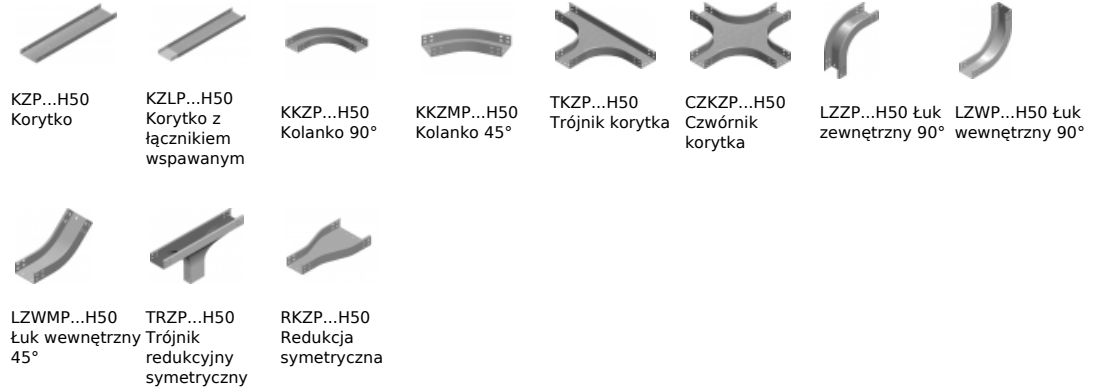 KZP...H50
Korytko
KZLP...H50
Korytko z
łącznikiem
wspawanym
KKZP...H50
Kolanko 90°
KKZMP...H50
Kolanko 45°
TKZP...H50
Trójnik korytka
CZKZP...H50
Czwórnik
korytka
LZZP...H50 Łuk
zewnętrzny 90°
LZWP...H50 Łuk
wewnętrzny 90°
LZWMP...H50
Łuk wewnętrzny
45°
TRZP...H50
Trójnik
redukcyjny
symetryczny
RKZP...H50
Redukcja
symetryczna